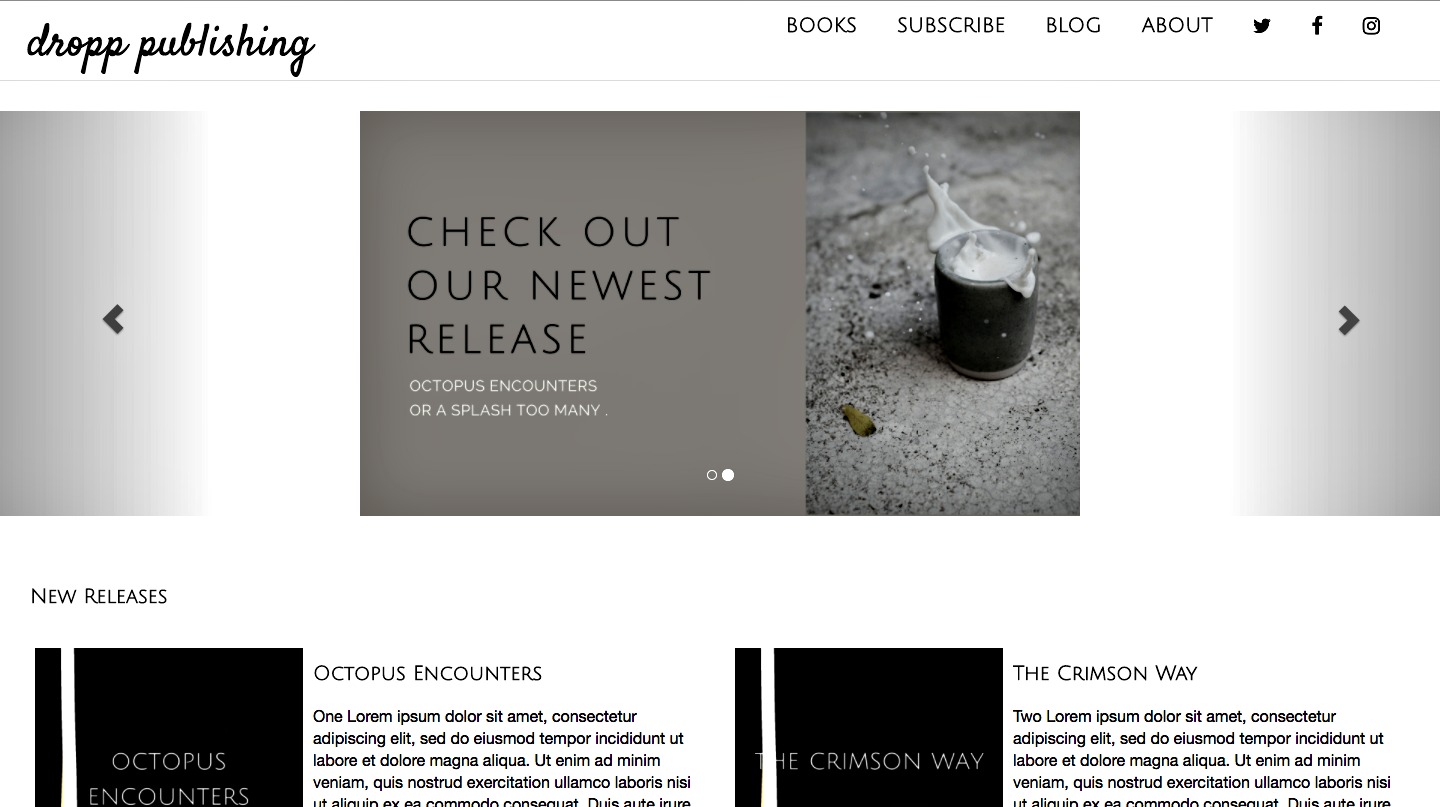 dropp publishing
BOOKS SUBSCRIBE BLOG ABOUT
CHECK OUT
OUR NEWEST
RELEASE
OCTOPUS ENCOUNTERS
OR A SPLASH TOO MANY .
New Releases
OCTOPUS
ENCOUNTERS
Octopus Encounters
One Lorem ipsum dolor sit amet, consectetur
adipiscing elit, sed do eiusmod tempor incididunt ut
labore et dolore magna aliqua. Ut enim ad minim
veniam, quis nostrud exercitation ullamco laboris nisi
ut aliquip ex ea commodo consequat. Duis aute irure
THE CRIMSON WAY
The Crimson Way
Two Lorem ipsum dolor sit amet, consectetur
adipiscing elit, sed do eiusmod tempor incididunt ut
labore et dolore magna aliqua. Ut enim ad minim
veniam, quis nostrud exercitation ullamco laboris nisi
ut aliquip ex ea commodo consequat. Duis aute irure